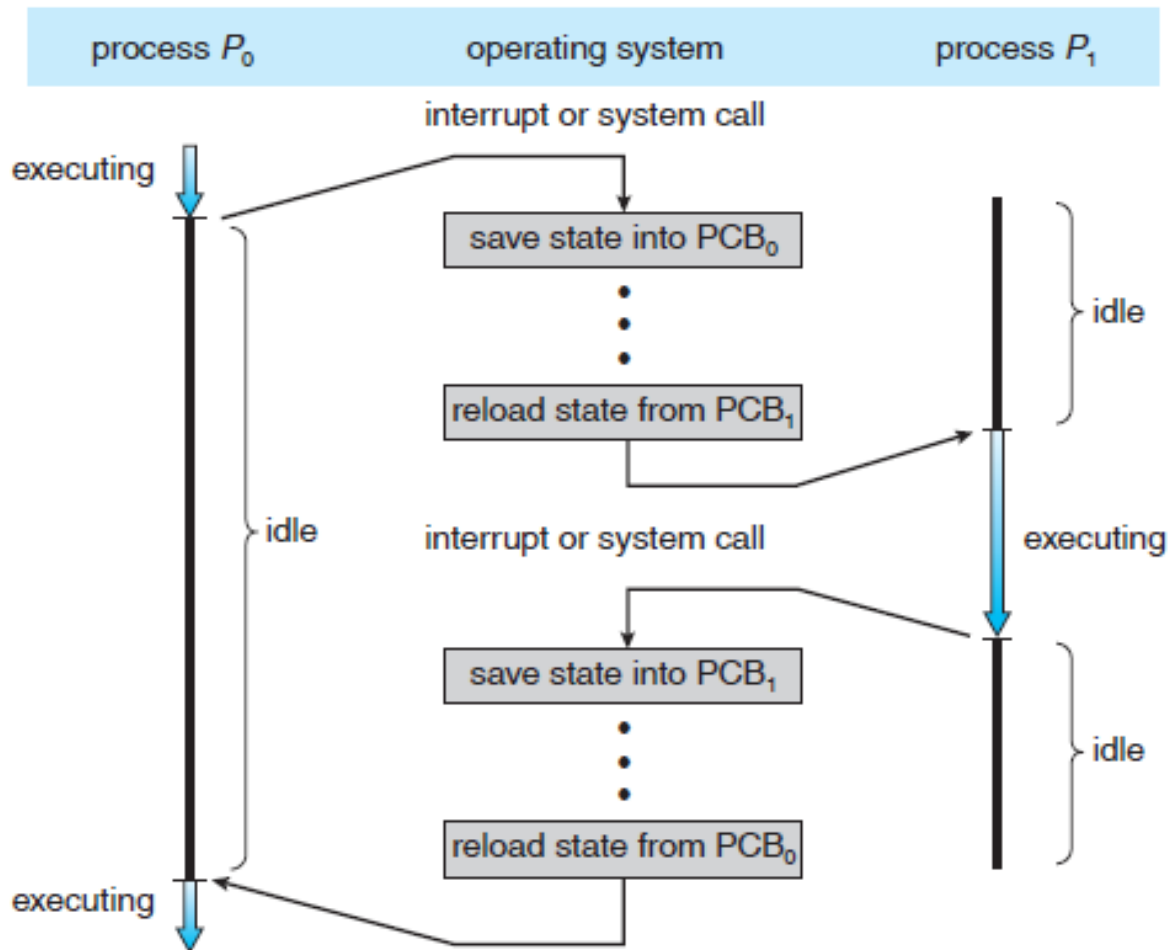 process P₀ operating system process P₁
interrupt or system call
executing
save state into PCB₀
idle
reload state from PCB₁
idle
interrupt or system call
executing
save state into PCB₁
idle
reload state from PCB₀
executing